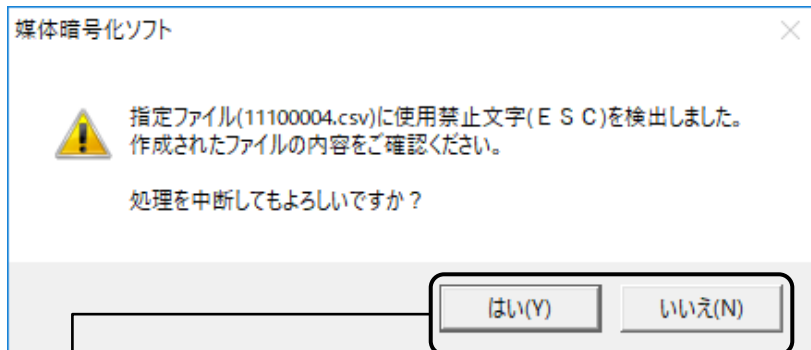 媒体暗号化ソフト
指定ファイル(11100004.csv)に使用禁止文字(ＥＳＣ)を検出しました。
作成されたファイルの内容をご確認ください。
処理を中断してもよろしいですか？
はい(Y)
いいえ(N)